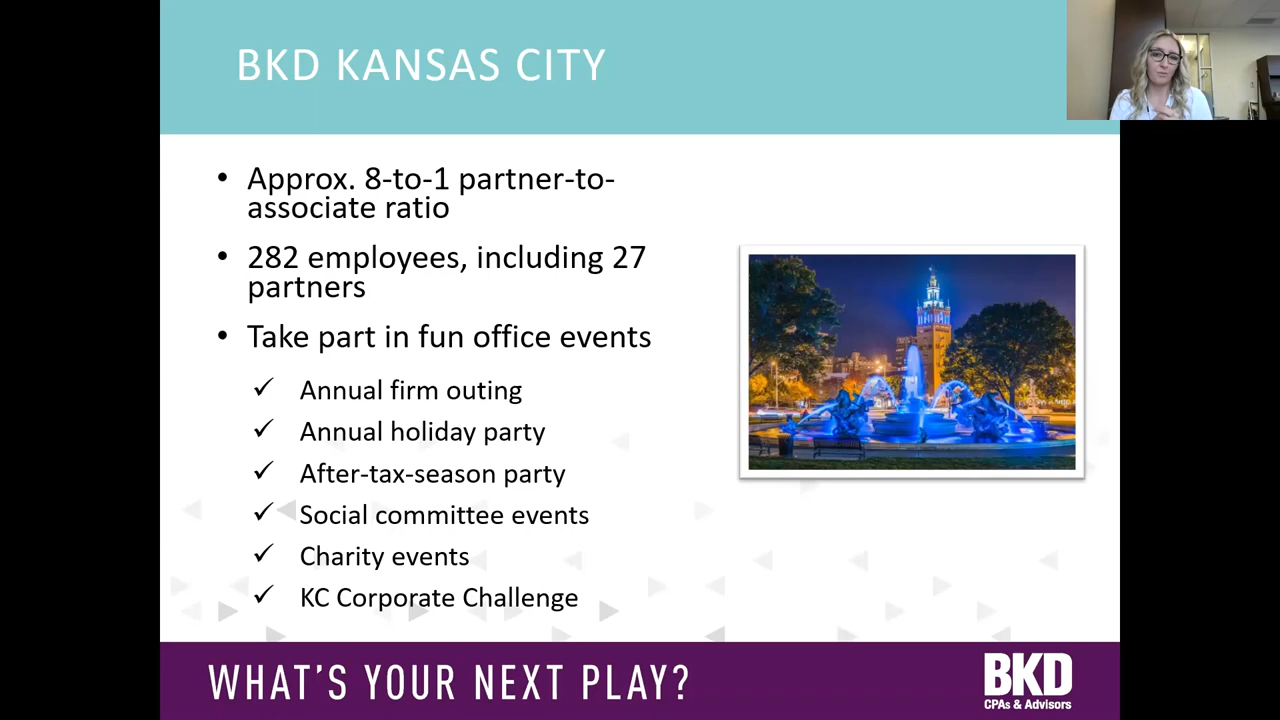 BKD KANSAS CITY
• Approx. 8-to-1 partner-to-
associate ratio
• 282 employees, including 27
partners
• Take part in fun office events
✓ Annual firm outing
✓ Annual holiday party
✓ After-tax-season party
✓ Social committee events
✓ Charity events
✓ KC Corporate Challenge
WHAT'S YOUR NEXT PLAY?
BKD
CPAs & Advisors